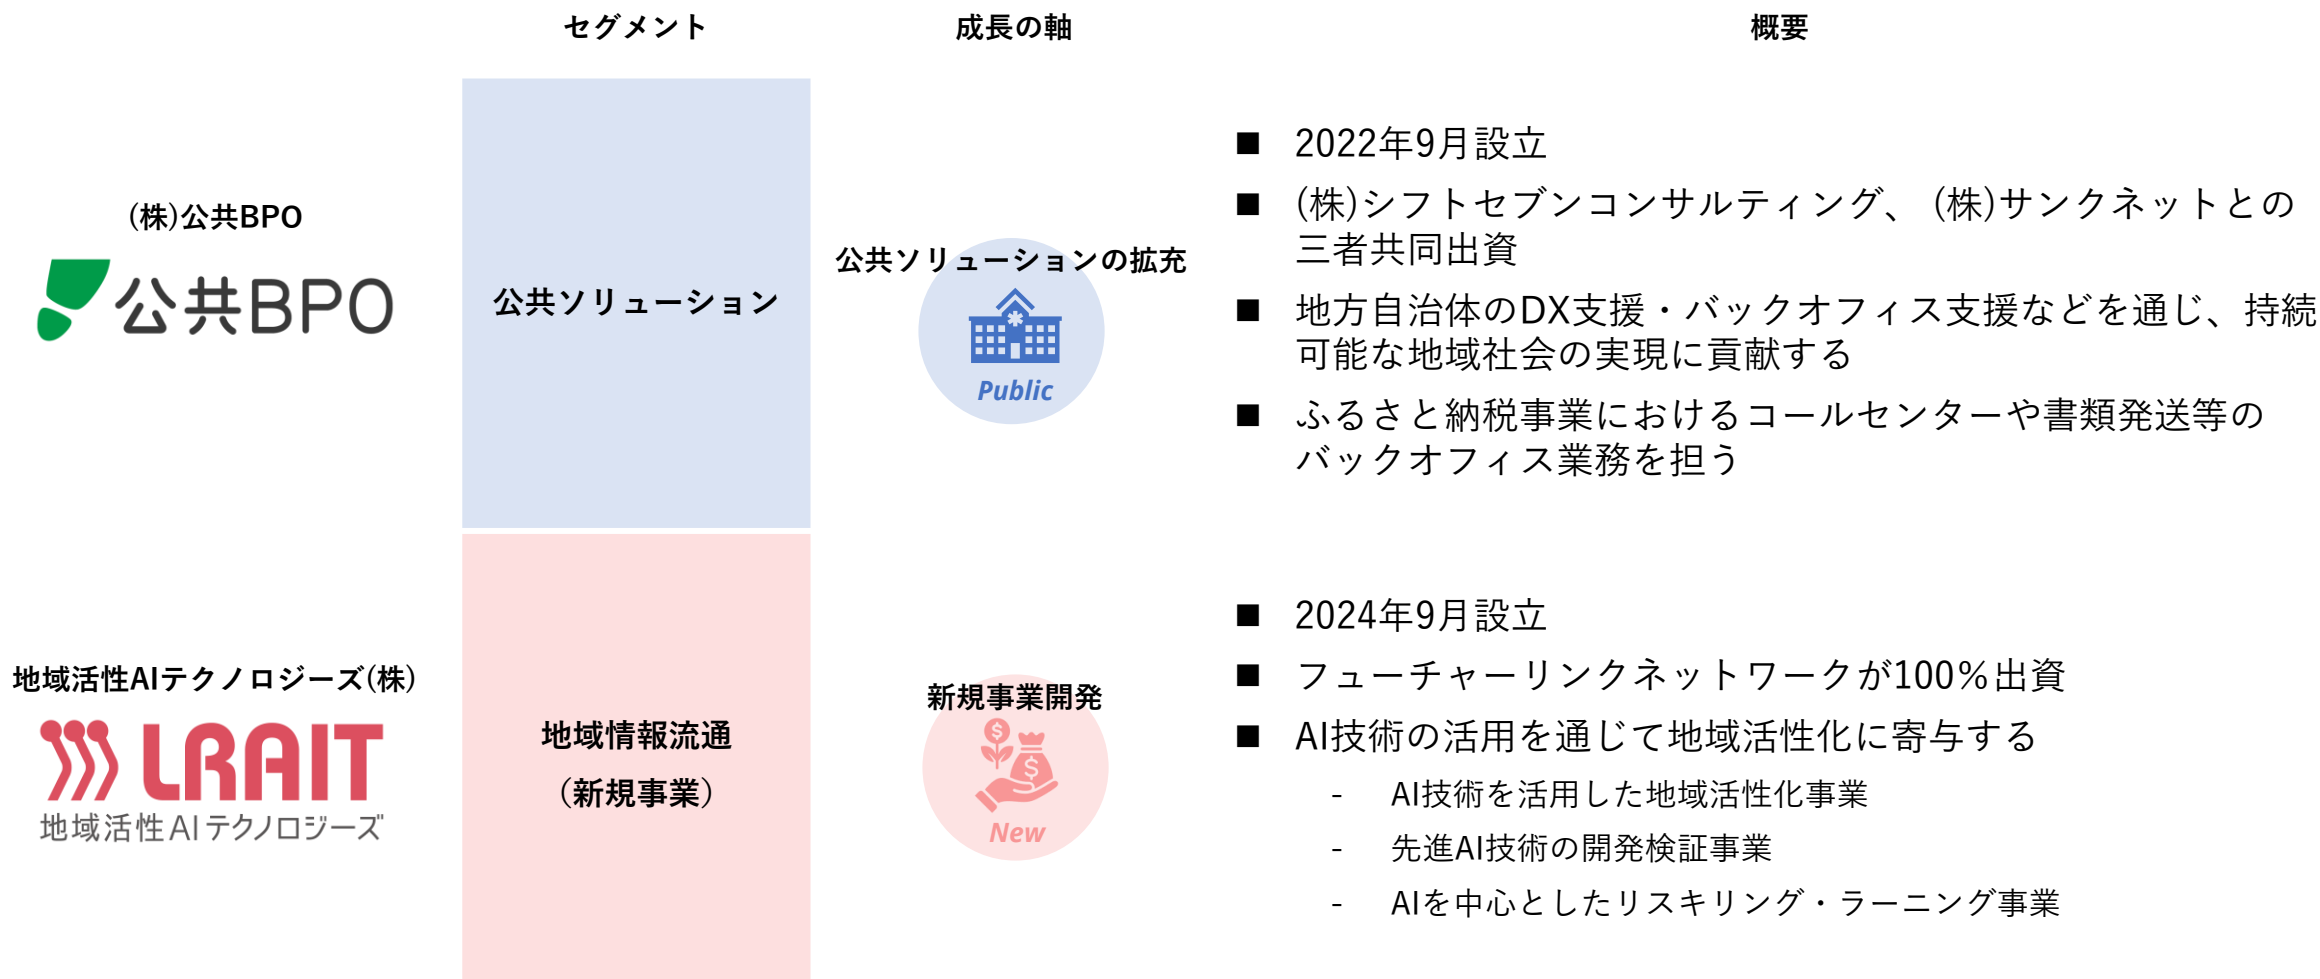 セグメント
成長の軸
概要
(株)公共BPO
公共BPO
公共ソリューション
公共ソリューションの拡充
Public
■ 2022年9月設立
■ (株)シフトセブンコンサルティング、 (株)サンクネットとの
三者共同出資
■ 地方自治体のDX支援・バックオフィス支援などを通じ、持続
可能な地域社会の実現に貢献する
■ ふるさと納税事業におけるコールセンターや書類発送等の
バックオフィス業務を担う
地域活性AIテクノロジーズ(株)
LRAIT
地域活性AIテクノロジーズ
地域情報流通
(新規事業)
新規事業開発
New
■ 2024年9月設立
■ フューチャーリンクネットワークが100%出資
■ AI技術の活用を通じて地域活性化に寄与する
- AI技術を活用した地域活性化事業
- 先進AI技術の開発検証事業
- AIを中心としたリスキリング・ラーニング事業